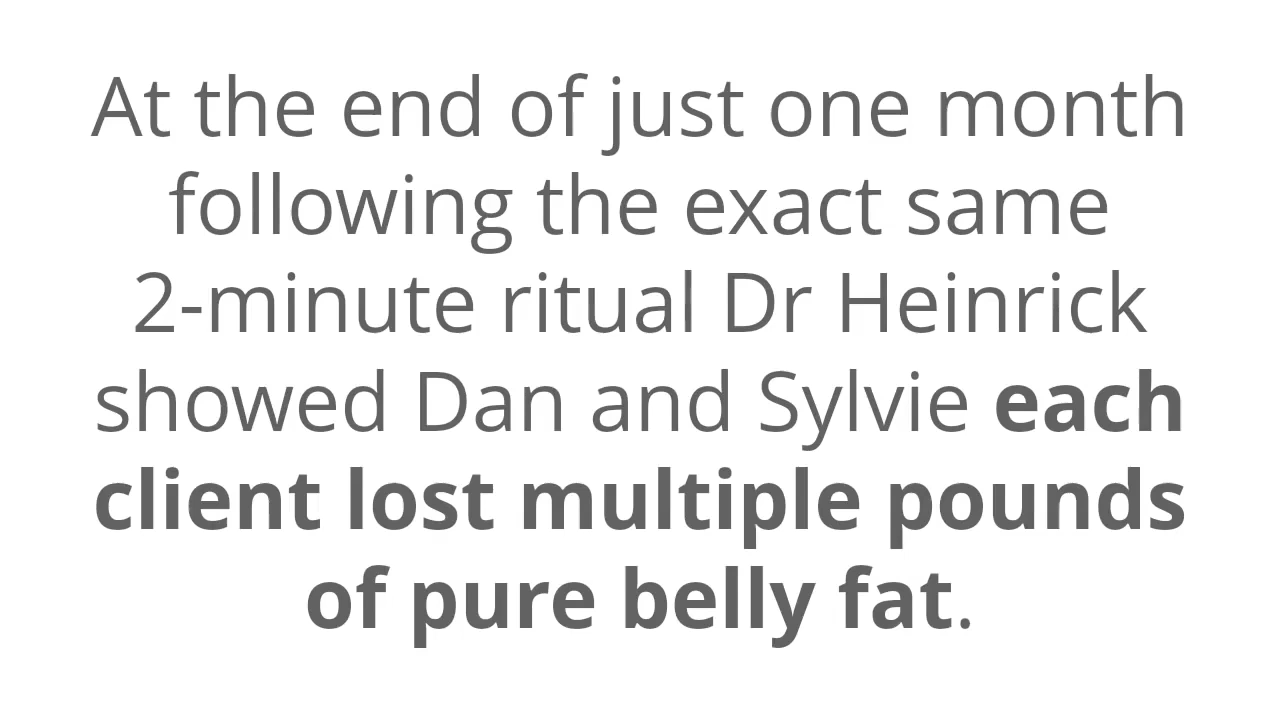 At the end of just one month
following the exact same
2-minute ritual Dr Heinrick
showed Dan and Sylvie each
client lost multiple pounds
of pure belly fat.